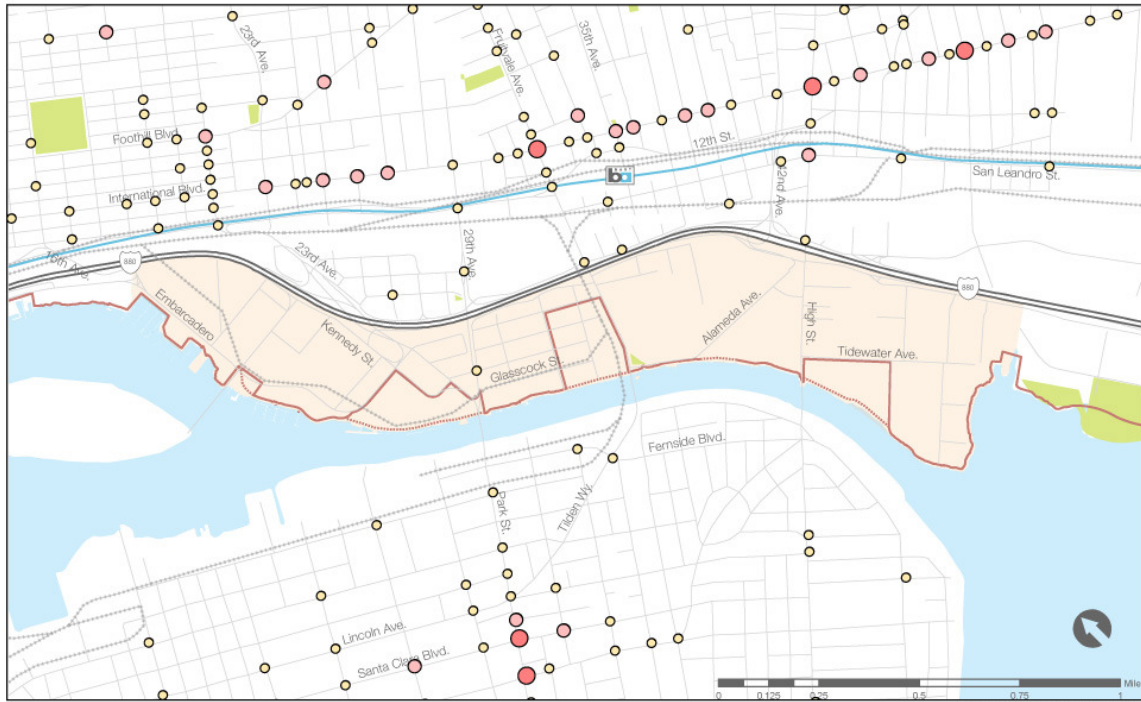 23rd Ave.
Fruitvale Ave.
35th Ave.
Foothill Blvd.
12th St.
International Blvd.
ba
42nd Ave.
San Leandro St.
16th Ave.
880
23rd Ave.
29th Ave.
880
Embarcadero
Kennedy St.
Alameda Ave.
High St.
Glasscock St.
Tidewater Ave.
Fernside Blvd.
Park St.
Tilden Wy.
Lincoln Ave.
Santa Clara Blvd.
Miles
0 0.125 0.25 0.5 0.75 1